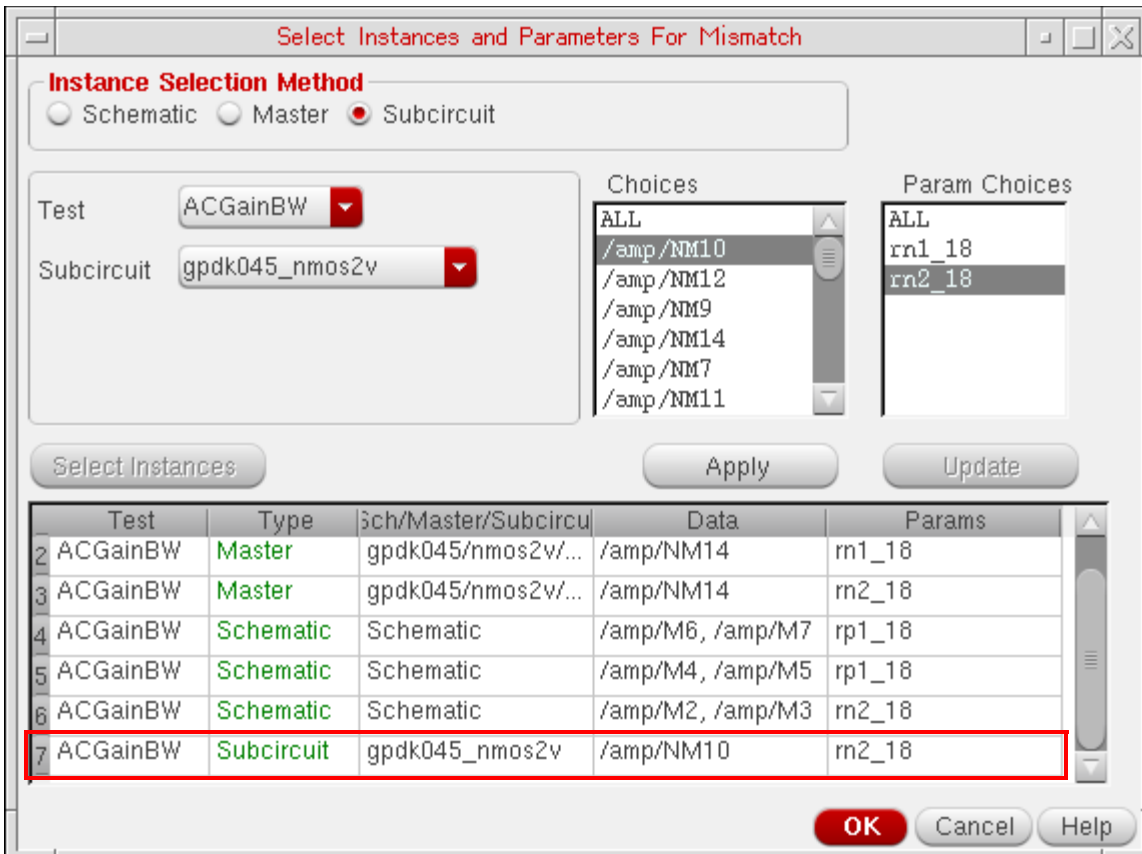 Select Instances and Parameters For Mismatch
Instance Selection Method
Schematic Master Subcircuit
Test ACGainBW
Subcircuit gpdk045_nmos2v
Choices
ALL
/amp/NM10
/amp/NM12
/amp/NM9
/amp/NM14
/amp/NM7
/amp/NM11
Param Choices
ALL
rn1_18
rn2_18
Select Instances Apply Update
Test Type Sch/Master/Subcircu Data Params
2 ACGainBW Master gpdk045/nmos2v/... /amp/NM14 rn1_18
3 ACGainBW Master gpdk045/nmos2v/... /amp/NM14 rn2_18
4 ACGainBW Schematic Schematic /amp/M6, /amp/M7 rp1_18
5 ACGainBW Schematic Schematic /amp/M4, /amp/M5 rp1_18
6 ACGainBW Schematic Schematic /amp/M2, /amp/M3 rn2_18
7 ACGainBW Subcircuit gpdk045_nmos2v /amp/NM10 rn2_18
OK Cancel Help